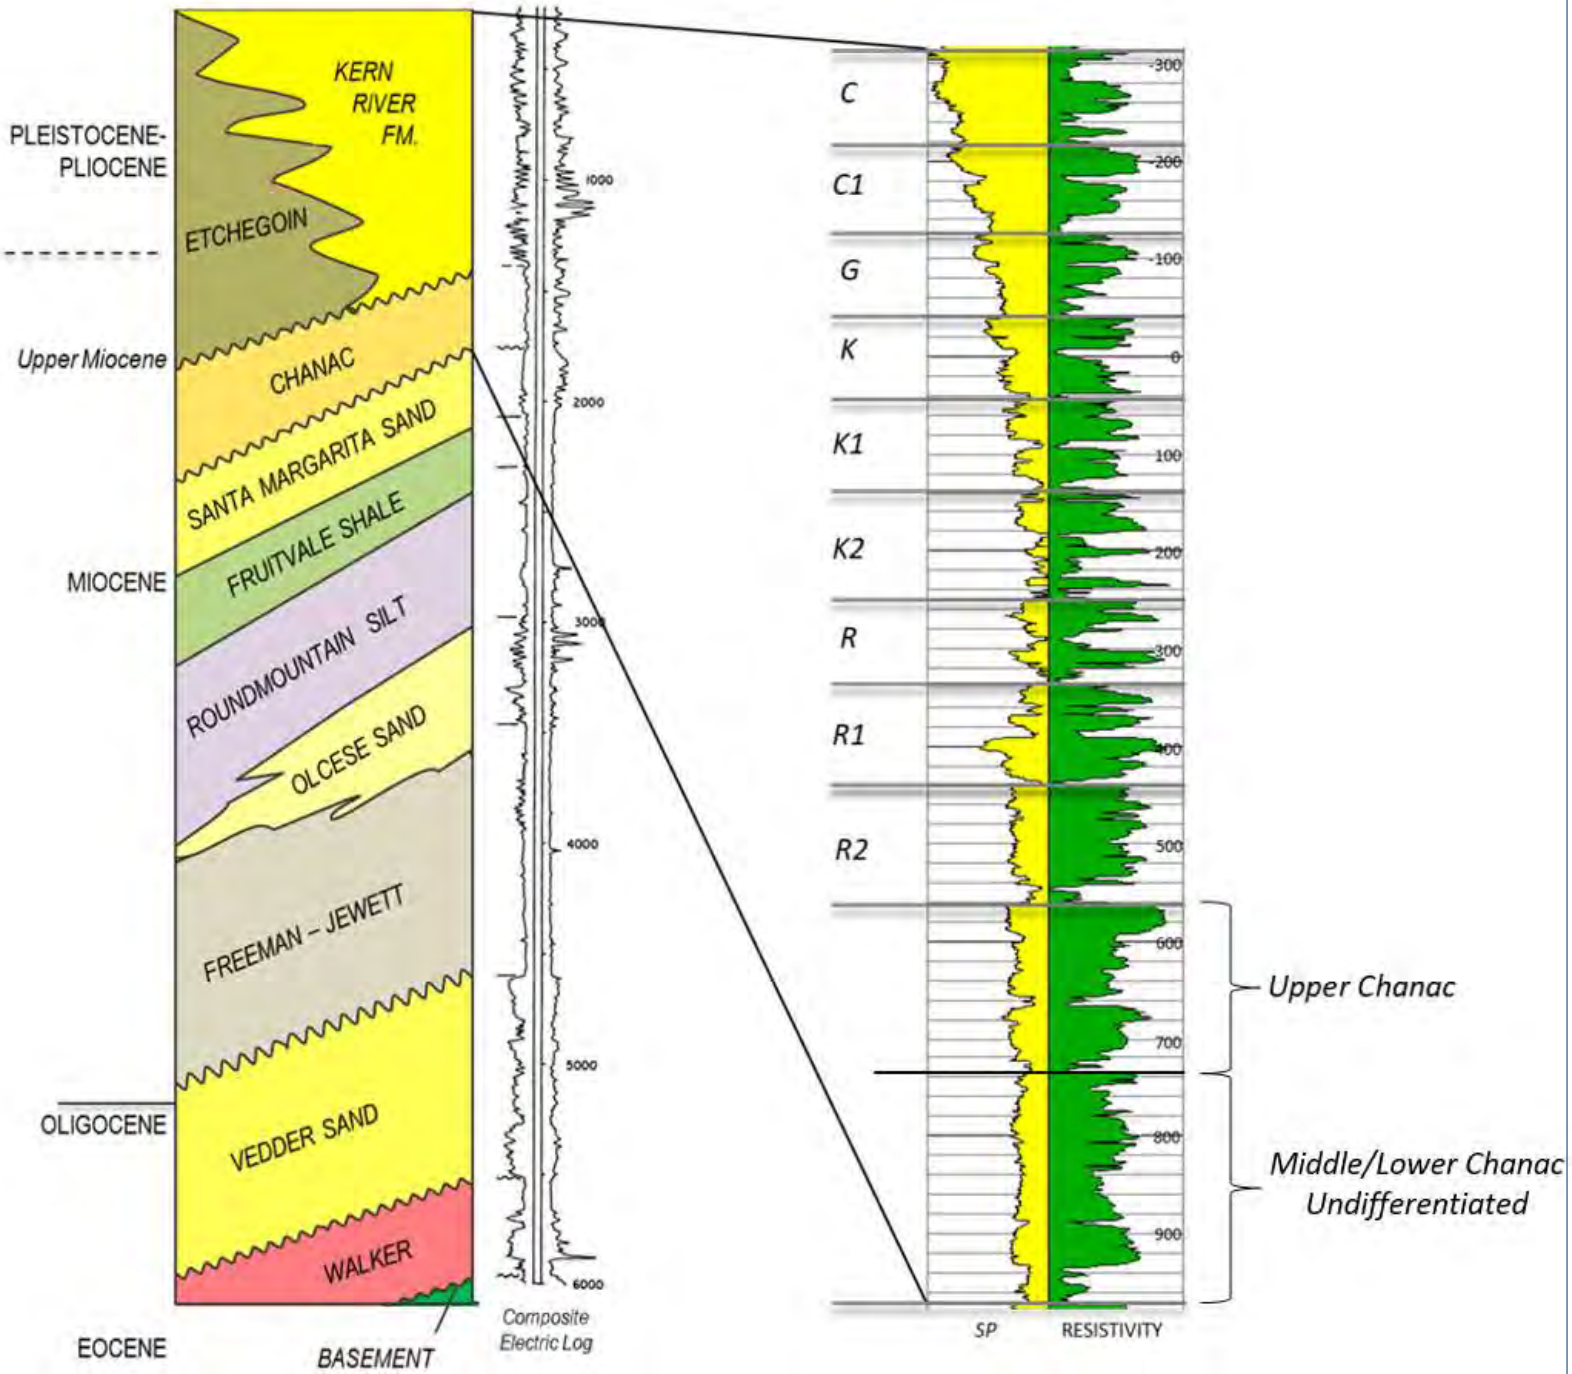 PLEISTOCENE-
PLIOCENE
Upper Miocene
MIOCENE
OLIGOCENE
EOCENE
KERN
RIVER
FM.
ETCHEGOIN
CHANAC
SANTA MARGARITA SAND
FRUITVALE SHALE
ROUNDMOUNTAIN SILT
OLCESE SAND
FREEMAN – JEWETT
VEDDER SAND
WALKER
BASEMENT
1000
2000
3000
4000
5000
6000
Composite
Electric Log
C
C1
G
K
K1
K2
R
R1
R2
-300
-200
-100
0
100
200
300
400
500
600
700
800
900
SP
RESISTIVITY
Upper Chanac
Middle/Lower Chanac
Undifferentiated